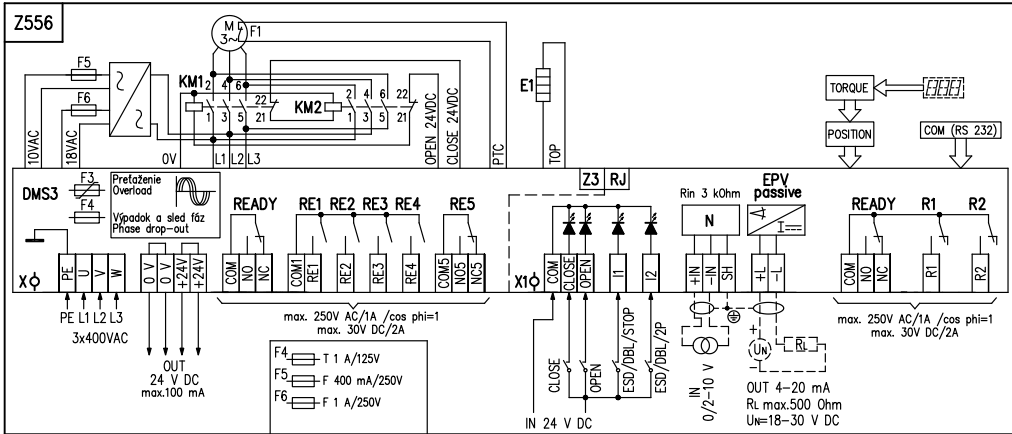 Z556
M
3~
F1
F5
F6
KM1
2 4 6
1 3 5
22
21
KM2
2 4 6
1 3 5
22
21
E1
TORQUE
POSITION
COM (RS 232)
10VAC
18VAC
0V
L1
L2
L3
OPEN 24VDC
CLOSE 24VDC
PTC
TOP
DMS3
F3
F4
Preťaženie
Overload
Výpadok a sled fáz
Phase drop-out
READY
RE1
RE2
RE3
RE4
RE5
Z3
RJ
Rin 3 kOhm
N
EPV
passive
I
READY
R1
R2
X
PE
U
V
W
0 V
0 V
+24V
+24V
COM
NO
NC
COM1
RE1
RE2
RE3
RE4
COM5
NO5
NC5
X1
COM
CLOSE
OPEN
I1
I2
+IN
-IN
SH
+L
-L
COM
NO
NC
R1
R2
PE L1 L2 L3
3x400VAC
OUT
24 V DC
max.100 mA
max. 250V AC/1A /cos phi=1
max. 30V DC/2A
F4 T 1 A/125V
F5 F 400 mA/250V
F6 F 1 A/250V
CLOSE
OPEN
ESD/DBL/STOP
ESD/DBL/2P
IN 24 V DC
IN
0/2-10 V
+
UN
-
RL
OUT 4-20 mA
RL max.500 Ohm
UN=18-30 V DC
max. 250V AC/1A /cos phi=1
max. 30V DC/2A